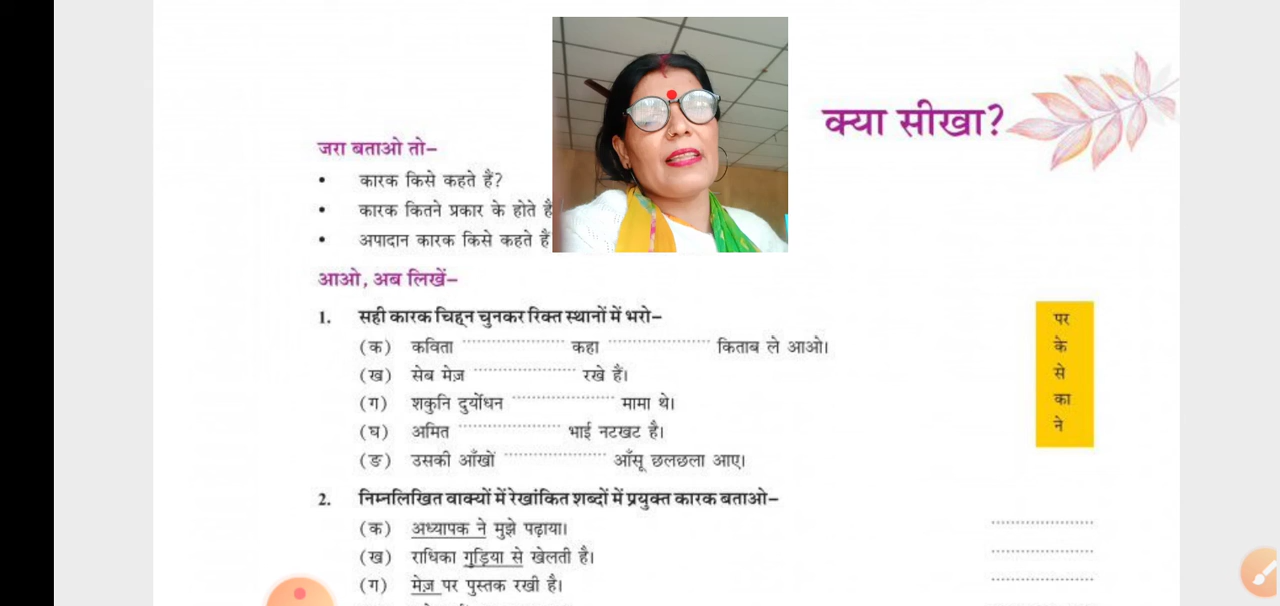 क्या सीखा?
जरा बताओ तो–
• कारक किसे कहते हैं?
• कारक कितने प्रकार के होते हैं
• अपादान कारक किसे कहते हैं
आओ, अब लिखें–
1. सही कारक चिह्न चुनकर रिक्त स्थानों में भरो–
(क) कविता .................... कहा .................... किताब ले आओ।
(ख) सेब मेज़ .................... रखे हैं।
(ग) शकुनि दुर्योधन .................... मामा थे।
(घ) अमित .................... भाई नटखट है।
(ङ) उसकी आँखों .................... आँसू छलछला आए।
पर
के
से
का
ने
2. निम्नलिखित वाक्यों में रेखांकित शब्दों में प्रयुक्त कारक बताओ–
(क) अध्यापक ने मुझे पढ़ाया। ....................
(ख) राधिका गुड़िया से खेलती है। ....................
(ग) मेज़ पर पुस्तक रखी है। ....................